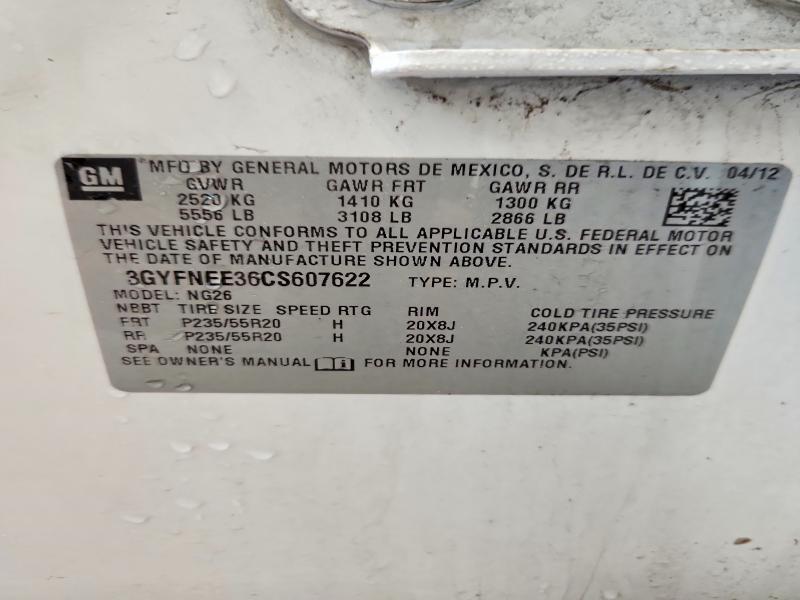 GM MFD BY GENERAL MOTORS DE MEXICO, S. DE R.L. DE C.V. 04/12
GVWR GAWR FRT GAWR RR
2520 KG 1410 KG 1300 KG
5556 LB 3108 LB 2866 LB
THIS VEHICLE CONFORMS TO ALL APPLICABLE U.S. FEDERAL MOTOR
VEHICLE SAFETY AND THEFT PREVENTION STANDARDS IN EFFECT ON
THE DATE OF MANUFACTURE SHOWN ABOVE.
3GYFNEE36CS607622 TYPE: M.P.V.
MODEL: NG26
NBBT TIRE SIZE SPEED RTG RIM COLD TIRE PRESSURE
FRT P235/55R20 H 20X8J 240KPA(35PSI)
RR P235/55R20 H 20X8J 240KPA(35PSI)
SPA NONE NONE KPA(PSI)
SEE OWNER'S MANUAL FOR MORE INFORMATION.